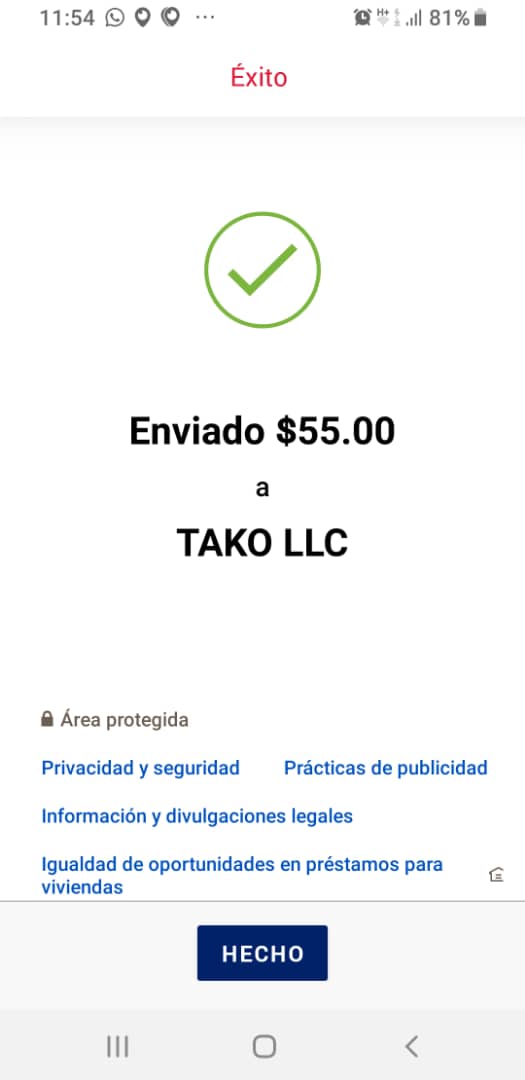 11:54
H+
81%
Éxito
Enviado $55.00
a
TAKO LLC
Área protegida
Privacidad y seguridad
Prácticas de publicidad
Información y divulgaciones legales
Igualdad de oportunidades en préstamos para
viviendas
HECHO